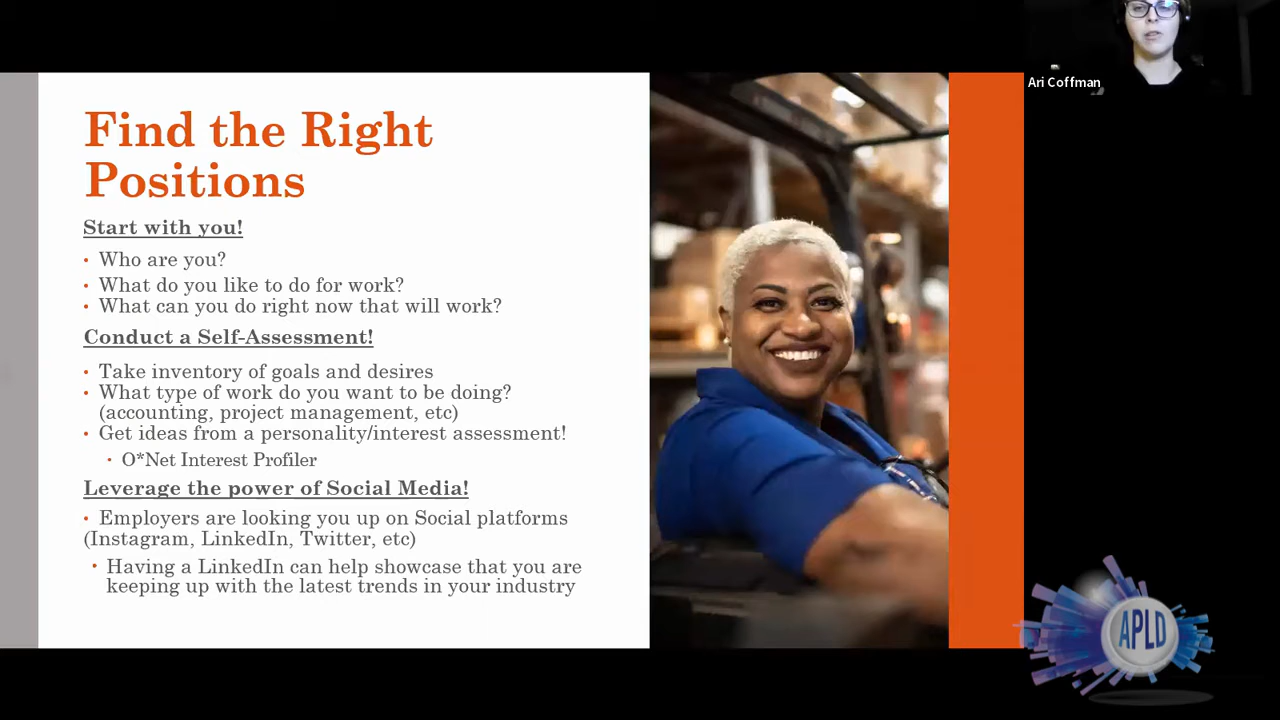 Ari Coffman
Find the Right
Positions
Start with you!
• Who are you?
• What do you like to do for work?
• What can you do right now that will work?
Conduct a Self-Assessment!
• Take inventory of goals and desires
• What type of work do you want to be doing?
(accounting, project management, etc)
• Get ideas from a personality/interest assessment!
• O*Net Interest Profiler
Leverage the power of Social Media!
• Employers are looking you up on Social platforms
(Instagram, LinkedIn, Twitter, etc)
• Having a LinkedIn can help showcase that you are
keeping up with the latest trends in your industry
APLD